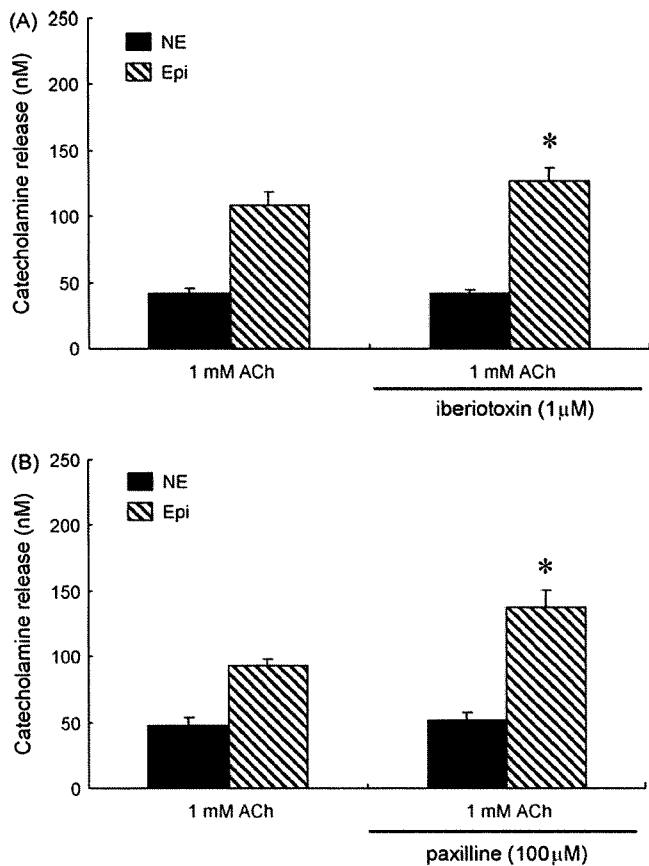 (A)
250
200
150
100
50
0
Catecholamine release (nM)
NE
Epi
*
1 mM ACh
1 mM ACh
iberiotoxin (1μM)
(B)
250
200
150
100
50
0
Catecholamine release (nM)
NE
Epi
*
1 mM ACh
1 mM ACh
paxilline (100μM)